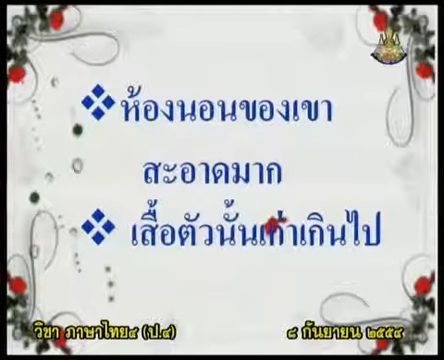 ห้องนอนของเขา
สะอาดมาก
เสื้อตัวนั้นเก่าเกินไป
วิชา ภาษาไทย๔ (ป.๔)
๘ กันยายน ๒๕๕๔